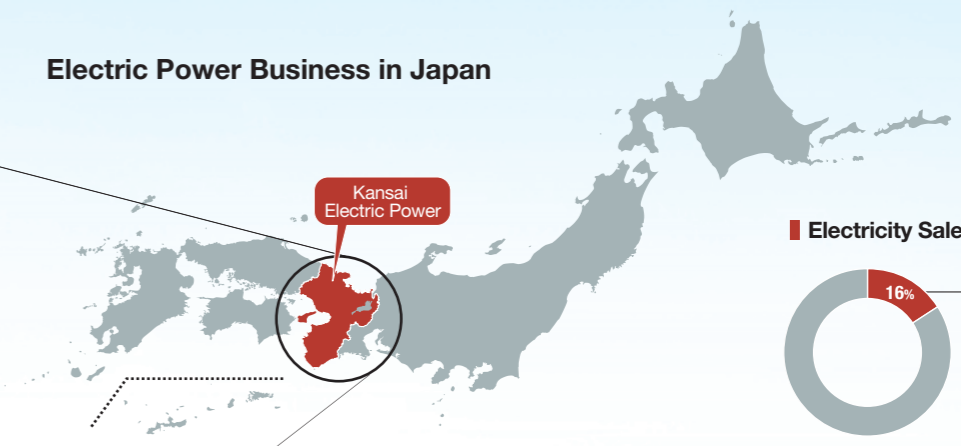 Electric Power Business in Japan
Kansai
Electric Power
Electricity Sale
16%